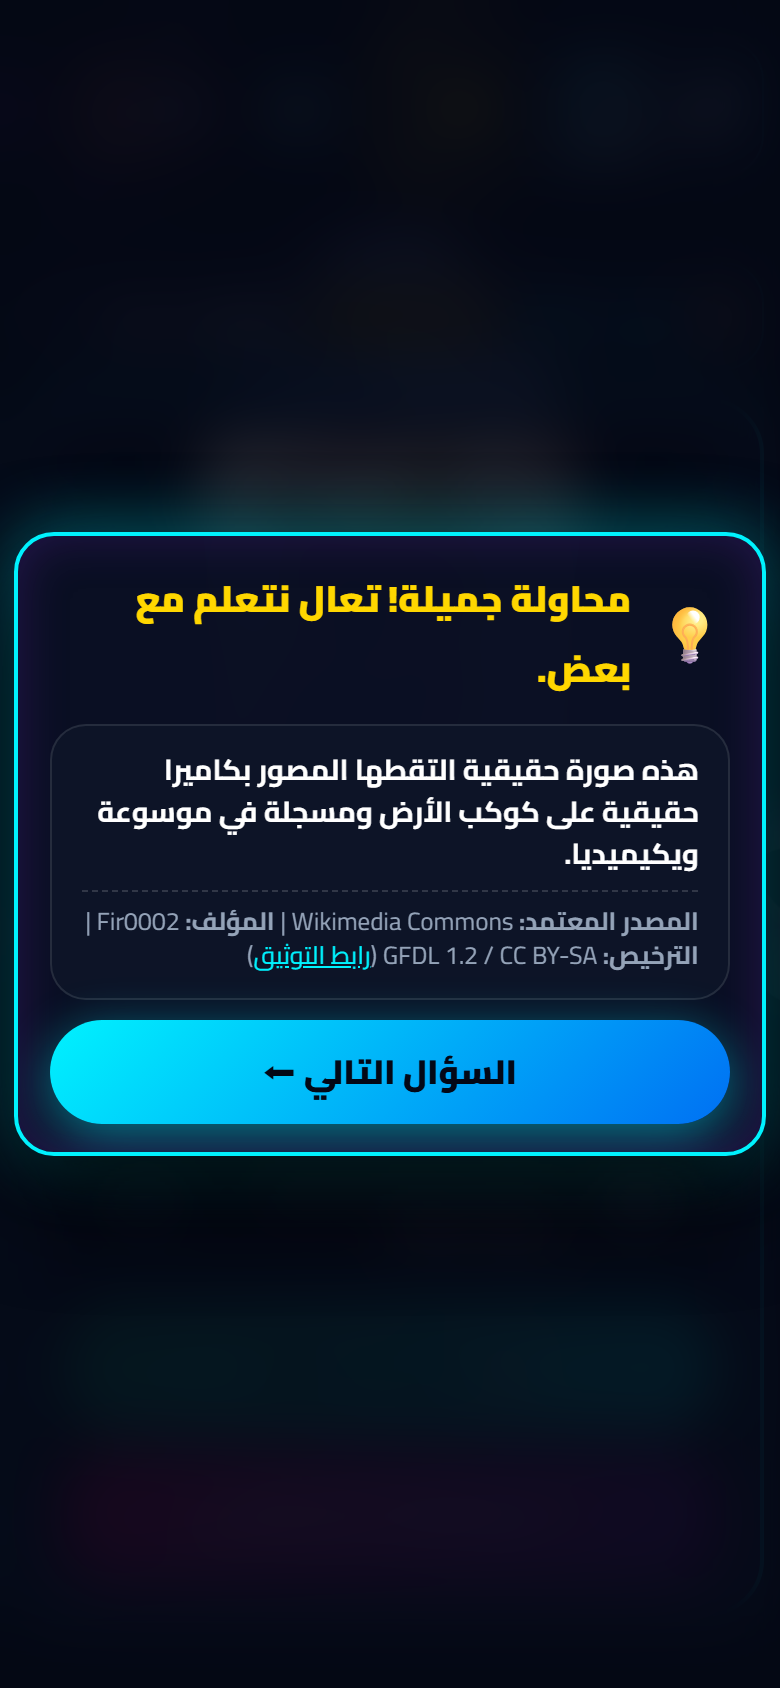 محاولة جميلة! تعال نتعلم مع
بعض.
هذه صورة حقيقية التقطها المصور بكاميرا
حقيقية على كوكب الأرض ومسجلة في موسوعة
ويكيميديا.
المصدر المعتمد: Wikimedia Commons | المؤلف: Fir0002 |
الترخيص: GFDL 1.2 / CC BY-SA (رابط التوثيق)
السؤال التالي ←